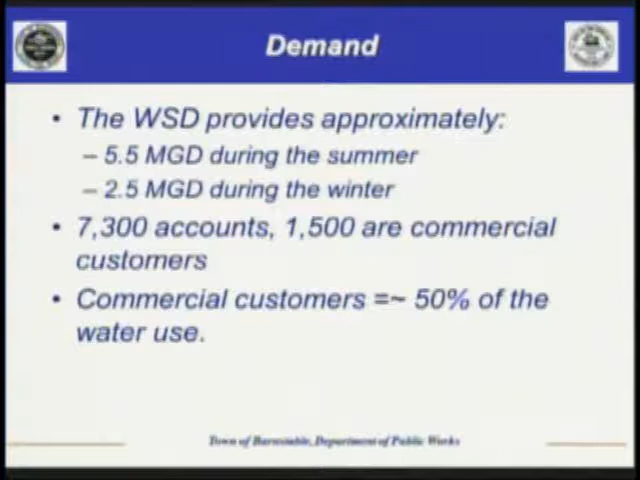 Demand
• The WSD provides approximately:
– 5.5 MGD during the summer
– 2.5 MGD during the winter
• 7,300 accounts, 1,500 are commercial
customers
• Commercial customers =~ 50% of the
water use.
Town of Barnstable, Department of Public Works